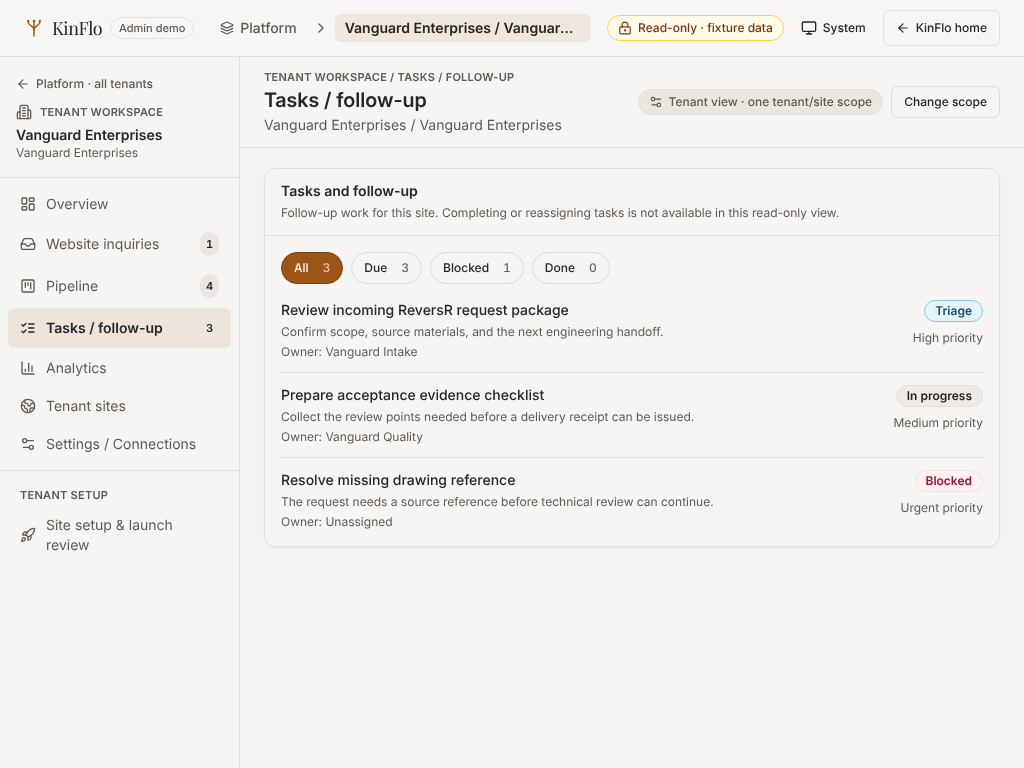 KinFlo
Admin demo
Platform
Vanguard Enterprises / Vanguar...
Read-only · fixture data
System
KinFlo home
Platform · all tenants
TENANT WORKSPACE
Vanguard Enterprises
Vanguard Enterprises
Overview
Website inquiries 1
Pipeline 4
Tasks / follow-up 3
Analytics
Tenant sites
Settings / Connections
TENANT SETUP
Site setup & launch
review
TENANT WORKSPACE / TASKS / FOLLOW-UP
Tasks / follow-up
Vanguard Enterprises / Vanguard Enterprises
Tenant view · one tenant/site scope
Change scope
Tasks and follow-up
Follow-up work for this site. Completing or reassigning tasks is not available in this read-only view.
All 3
Due 3
Blocked 1
Done 0
Review incoming ReversR request package
Confirm scope, source materials, and the next engineering handoff.
Owner: Vanguard Intake
Triage
High priority
Prepare acceptance evidence checklist
Collect the review points needed before a delivery receipt can be issued.
Owner: Vanguard Quality
In progress
Medium priority
Resolve missing drawing reference
The request needs a source reference before technical review can continue.
Owner: Unassigned
Blocked
Urgent priority